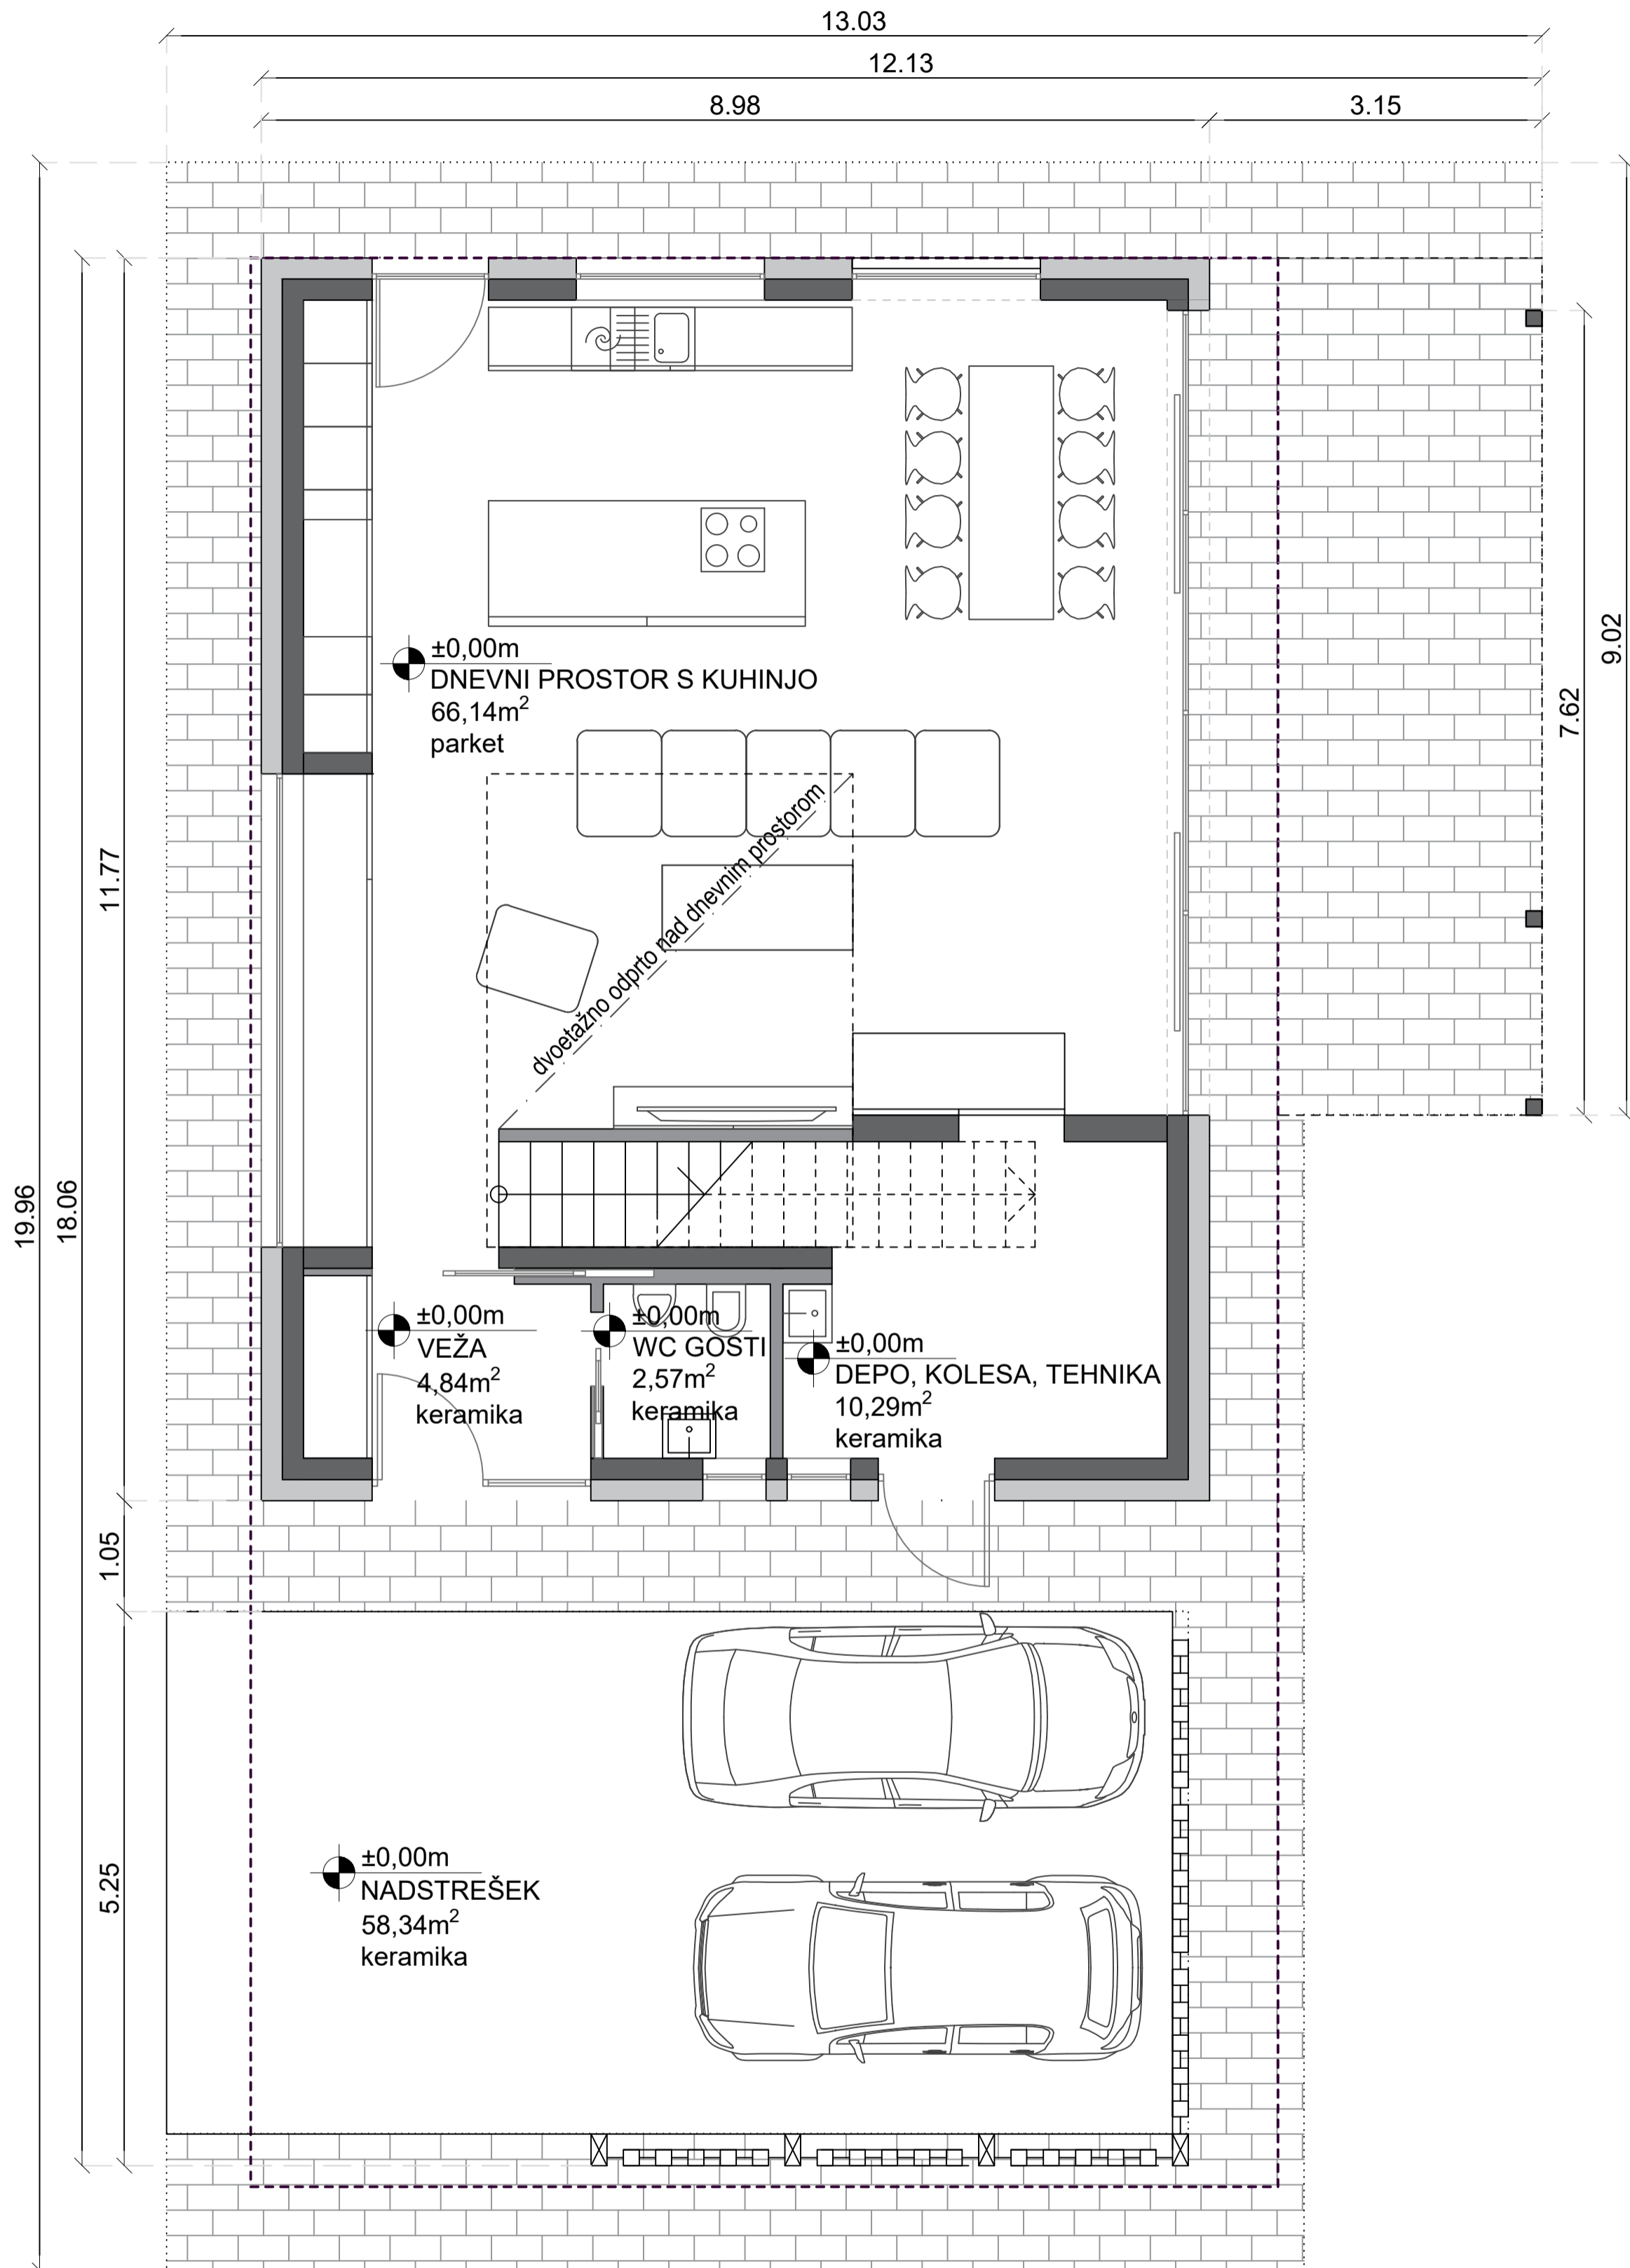 13.03
12.13
8.98
3.15
9.02
7.62
±0,00m
DNEVNI PROSTOR S KUHINJO
66,14m²
parket
dvoetažno odprto nad dnevnim prostorom
11.77
18.06
19.96
±0,00m
VEŽA
4,84m²
keramika
±0,00m
WC GOSTI
2,57m²
keramika
±0,00m
DEPO, KOLESA, TEHNIKA
10,29m²
keramika
1.05
5.25
±0,00m
NADSTREŠEK
58,34m²
keramika